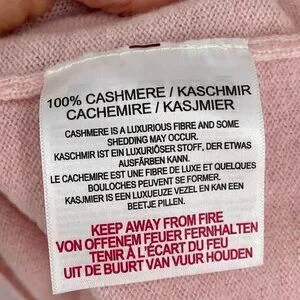 100% CASHMERE / KASCHMIR
CACHEMIRE / KASJMIER
CASHMERE IS A LUXURIOUS FIBRE AND SOME
SHEDDING MAY OCCUR.
KASCHMIR IST EIN LUXURIÖSER STOFF, DER ETWAS
AUSFÄRBEN KANN.
LE CACHEMIRE EST UNE FIBRE DE LUXE ET QUELQUES
BOULOCHES PEUVENT SE FORMER.
KASJMIER IS EEN LUXUEUZE VEZEL EN KAN EEN
BEETJE PILLEN.
KEEP AWAY FROM FIRE
VON OFFENEM FEUER FERNHALTEN
TENIR À L'ÉCART DU FEU
UIT DE BUURT VAN VUUR HOUDEN